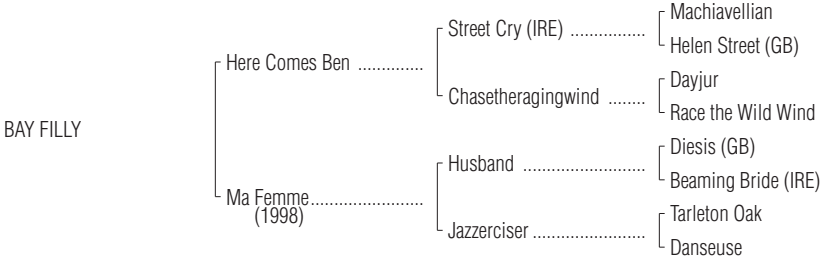 Machiavellian
Street Cry (IRE) ................
Helen Street (GB)
Here Comes Ben ..............
Dayjur
Chasetheragingwind ........
Race the Wild Wind
BAY FILLY
Diesis (GB)
Husband ..........................
Beaming Bride (IRE)
Ma Femme........................
(1998)
Tarleton Oak
Jazzerciser ........................
Danseuse